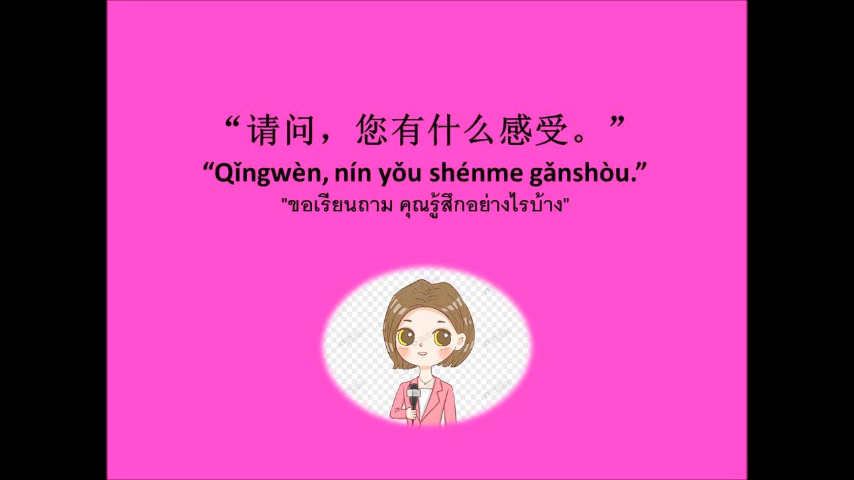 “请问，您有什么感受。”
“Qǐngwèn, nín yǒu shénme gǎnshòu.”
"ขอเรียนถาม คุณรู้สึกอย่างไรบ้าง"